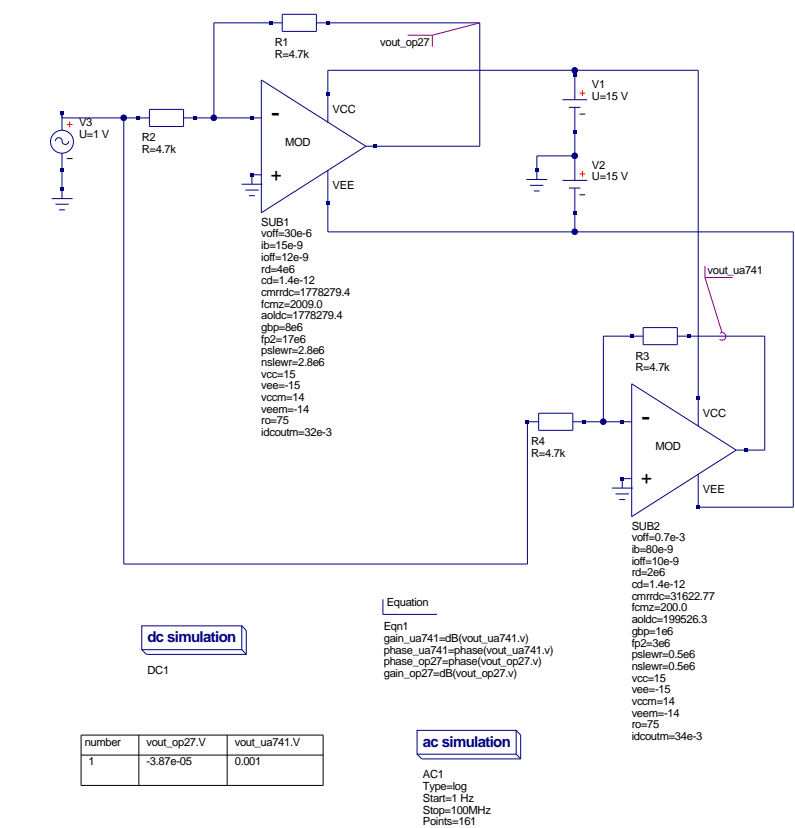 R1
R=4.7k
vout_op27
V1
U=15 V
+
VCC
V3
+
U=1 V
−
R2
R=4.7k
-
MOD
−
V2
+
U=15 V
+
VEE
−
SUB1
voff=30e-6
ib=15e-9
ioff=12e-9
rd=4e6
cd=1.4e-12
cmrrdc=1778279.4
fcmz=2009.0
aoldc=1778279.4
gbp=8e6
fp2=17e6
pslewr=2.8e6
nslewr=2.8e6
vcc=15
vee=-15
vccm=14
veem=-14
ro=75
idcoutm=32e-3
vout_ua741
R3
R=4.7k
VCC
R4
R=4.7k
-
MOD
+
VEE
SUB2
voff=0.7e-3
ib=80e-9
ioff=10e-9
rd=2e6
cd=1.4e-12
cmrrdc=31622.77
fcmz=200.0
aoldc=199526.3
gbp=1e6
fp2=3e6
pslewr=0.5e6
nslewr=0.5e6
vcc=15
vee=-15
vccm=14
veem=-14
ro=75
idcoutm=34e-3
dc simulation
DC1
Equation
Eqn1
gain_ua741=dB(vout_ua741.v)
phase_ua741=phase(vout_ua741.v)
phase_op27=phase(vout_op27.v)
gain_op27=dB(vout_op27.v)
number vout_op27.V vout_ua741.V
1 -3.87e-05 0.001
ac simulation
AC1
Type=log
Start=1 Hz
Stop=100MHz
Points=161